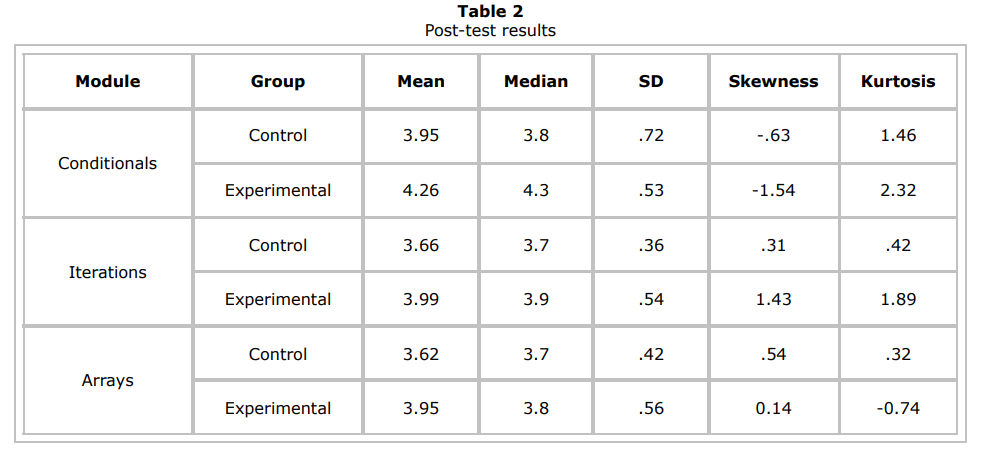 Table 2
Post-test results
Module Group Mean Median SD Skewness Kurtosis
Conditionals
Control 3.95 3.8 .72 -.63 1.46
Experimental 4.26 4.3 .53 -1.54 2.32
Iterations
Control 3.66 3.7 .36 .31 .42
Experimental 3.99 3.9 .54 1.43 1.89
Arrays
Control 3.62 3.7 .42 .54 .32
Experimental 3.95 3.8 .56 0.14 -0.74